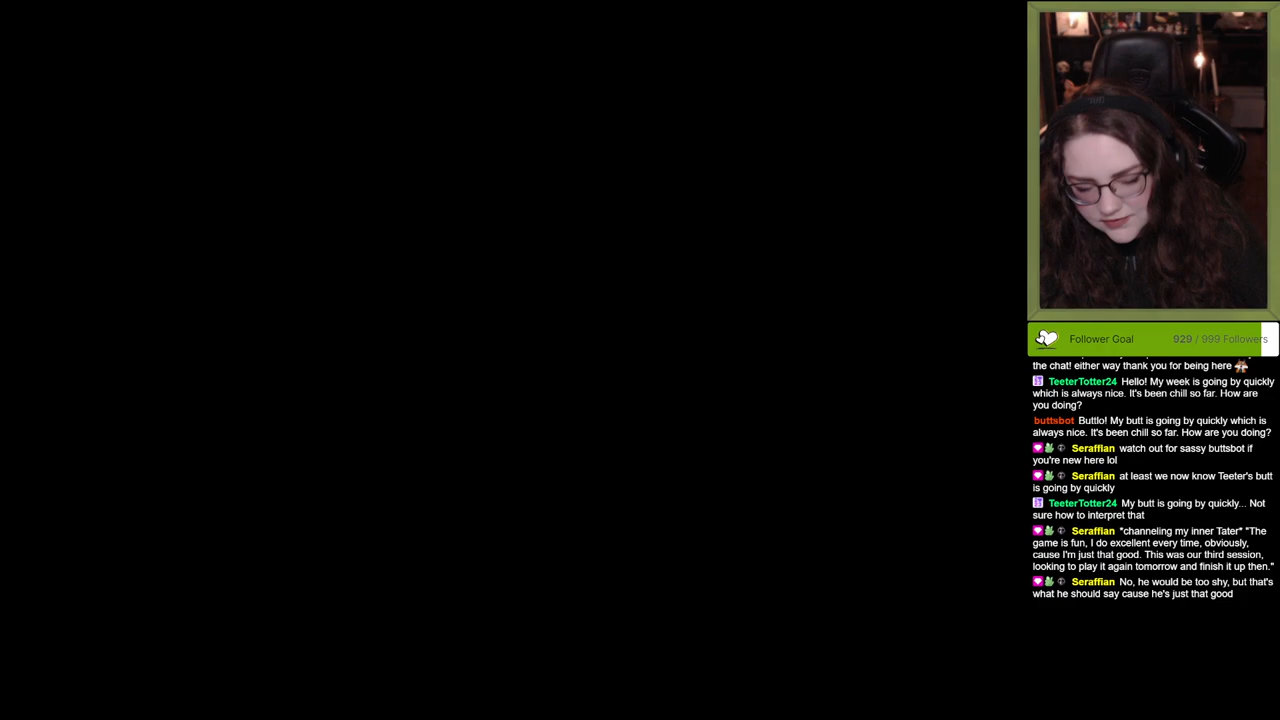 Follower Goal 929 / 999 Followers
the chat! either way thank you for being here
TeeterTotter24 Hello! My week is going by quickly
which is always nice. It's been chill so far. How are
you doing?
buttsbot Buttlo! My butt is going by quickly which is
always nice. It's been chill so far. How are you doing?
Seraffian watch out for sassy buttsbot if
you're new here lol
Seraffian at least we now know Teeter's butt
is going by quickly
TeeterTotter24 My butt is going by quickly... Not
sure how to interpret that
Seraffian *channeling my inner Tater* "The
game is fun, I do excellent every time, obviously,
cause I'm just that good. This was our third session,
looking to play it again tomorrow and finish it up then."
Seraffian No, he would be too shy, but that's
what he should say cause he's just that good